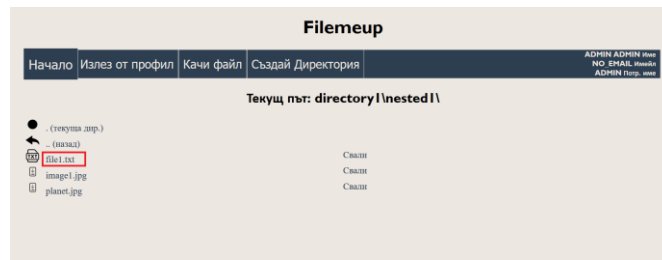 Filemeup
Начало Излез от профил Качи файл Създай Директория
ADMIN ADMIN Име
NO_EMAIL Имейл
ADMIN Потр. име
Текущ път: directory1\nested1\
. (текуща дир.)
.. (назад)
TXT file1.txt Свали
image1.jpg Свали
planet.jpg Свали